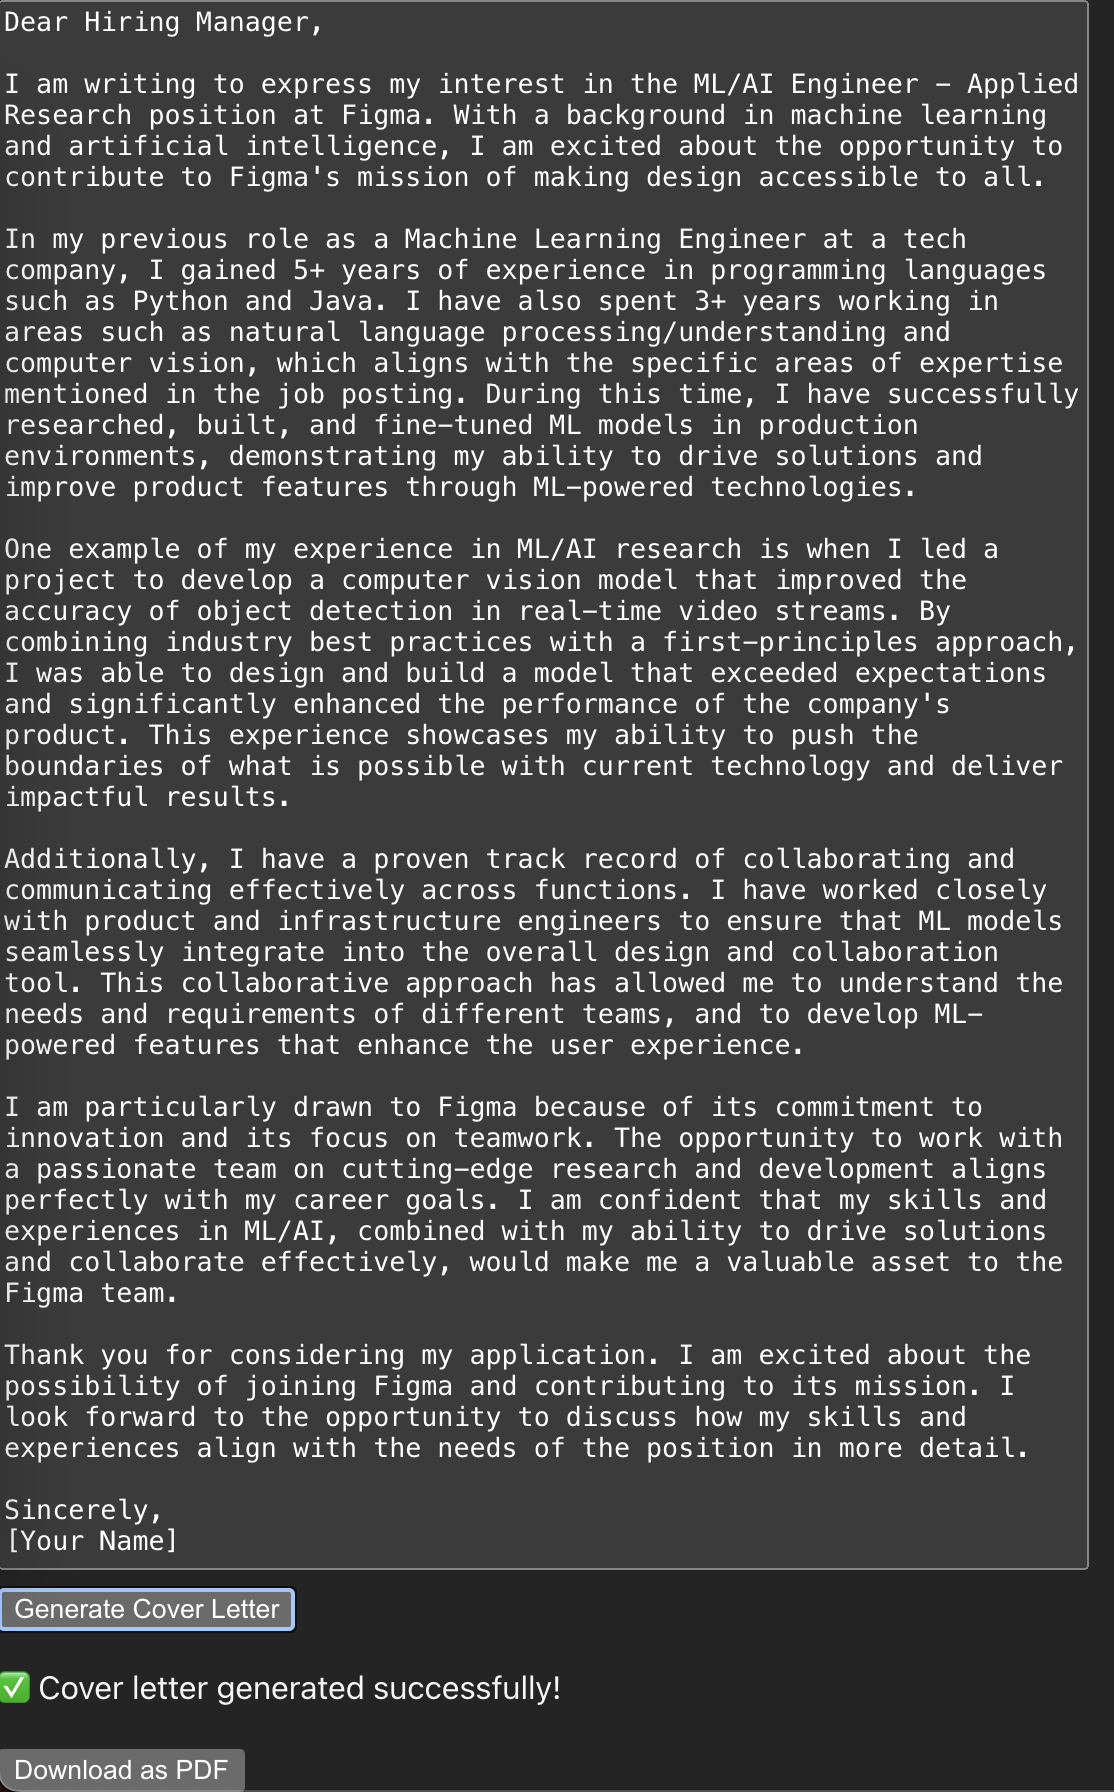 Dear Hiring Manager,
I am writing to express my interest in the ML/AI Engineer – Applied
Research position at Figma. With a background in machine learning
and artificial intelligence, I am excited about the opportunity to
contribute to Figma's mission of making design accessible to all.
In my previous role as a Machine Learning Engineer at a tech
company, I gained 5+ years of experience in programming languages
such as Python and Java. I have also spent 3+ years working in
areas such as natural language processing/understanding and
computer vision, which aligns with the specific areas of expertise
mentioned in the job posting. During this time, I have successfully
researched, built, and fine-tuned ML models in production
environments, demonstrating my ability to drive solutions and
improve product features through ML-powered technologies.
One example of my experience in ML/AI research is when I led a
project to develop a computer vision model that improved the
accuracy of object detection in real-time video streams. By
combining industry best practices with a first-principles approach,
I was able to design and build a model that exceeded expectations
and significantly enhanced the performance of the company's
product. This experience showcases my ability to push the
boundaries of what is possible with current technology and deliver
impactful results.
Additionally, I have a proven track record of collaborating and
communicating effectively across functions. I have worked closely
with product and infrastructure engineers to ensure that ML models
seamlessly integrate into the overall design and collaboration
tool. This collaborative approach has allowed me to understand the
needs and requirements of different teams, and to develop ML-
powered features that enhance the user experience.
I am particularly drawn to Figma because of its commitment to
innovation and its focus on teamwork. The opportunity to work with
a passionate team on cutting-edge research and development aligns
perfectly with my career goals. I am confident that my skills and
experiences in ML/AI, combined with my ability to drive solutions
and collaborate effectively, would make me a valuable asset to the
Figma team.
Thank you for considering my application. I am excited about the
possibility of joining Figma and contributing to its mission. I
look forward to the opportunity to discuss how my skills and
experiences align with the needs of the position in more detail.
Sincerely,
[Your Name]
Generate Cover Letter
✅ Cover letter generated successfully!
Download as PDF